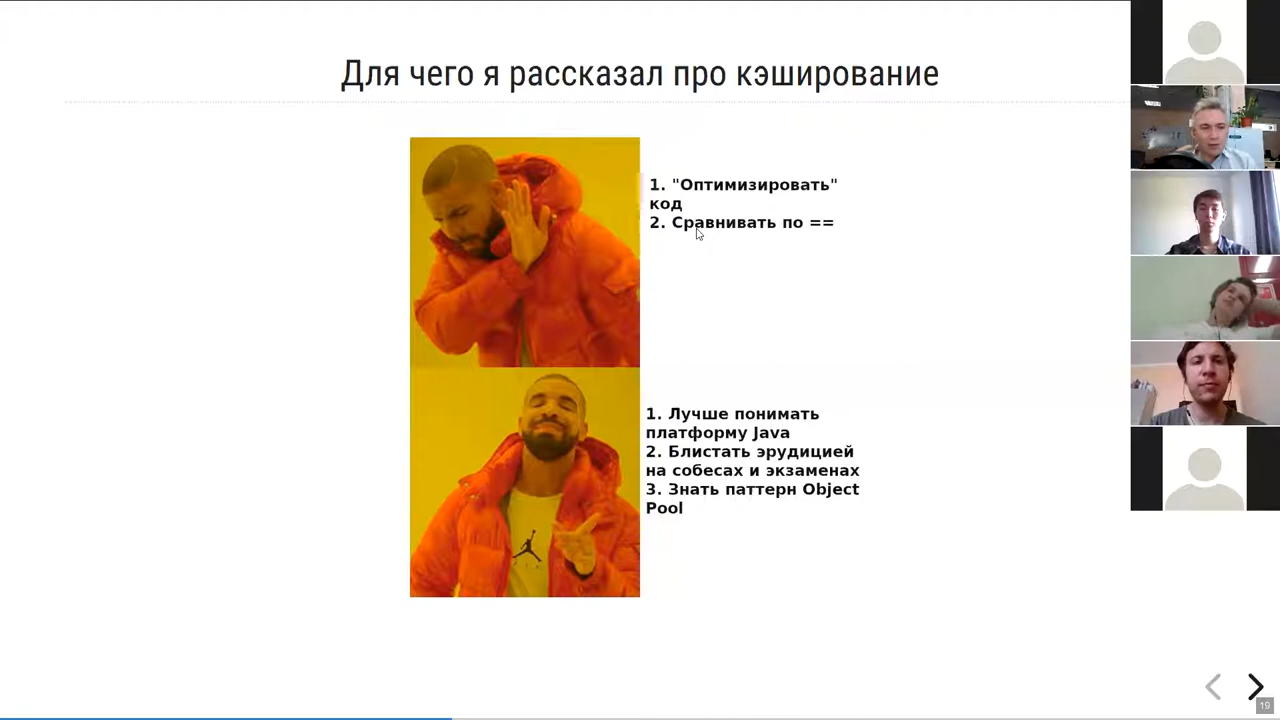 Для чего я рассказал про кэширование
1. "Оптимизировать"
код
2. Сравнивать по ==
1. Лучше понимать
платформу Java
2. Блистать эрудицией
на собесах и экзаменах
3. Знать паттерн Object
Pool
19